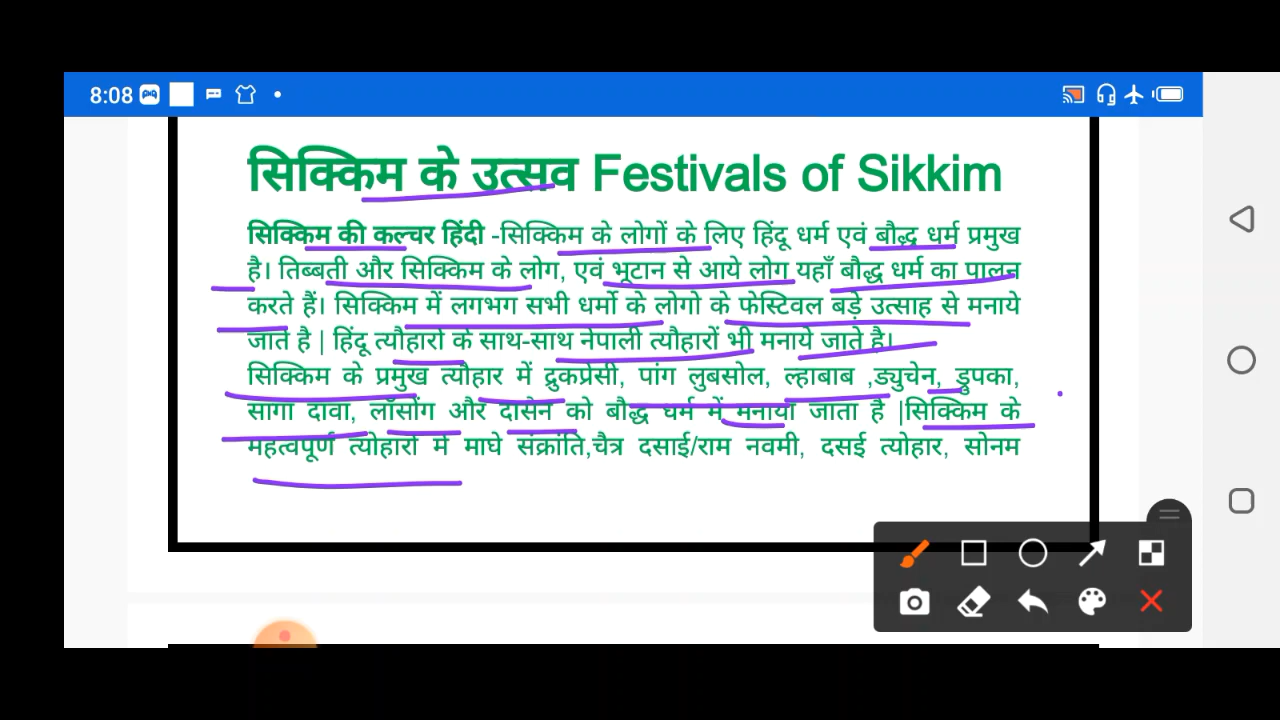 8:08
सिक्किम के उत्सव Festivals of Sikkim
सिक्किम की कल्चर हिंदी -सिक्किम के लोगों के लिए हिंदू धर्म एवं बौद्ध धर्म प्रमुख
है। तिब्बती और सिक्किम के लोग, एवं भूटान से आये लोग यहाँ बौद्ध धर्म का पालन
करते हैं। सिक्किम में लगभग सभी धर्मो के लोगो के फेस्टिवल बड़े उत्साह से मनाये
जाते है | हिंदू त्यौहारों के साथ-साथ नेपाली त्यौहारों भी मनाये जाते है।
सिक्किम के प्रमुख त्यौहार में द्रुकप्रेसी, पांग लुबसोल, ल्हाबाब ,ड्युचेन, ड्रुपका,
सागा दावा, लॉसोंग और दासेन को बौद्ध धर्म में मनाया जाता है |सिक्किम के
महत्वपूर्ण त्योहारों में माघे संक्रांति,चैत्र दसाई/राम नवमी, दसई त्योहार, सोनम